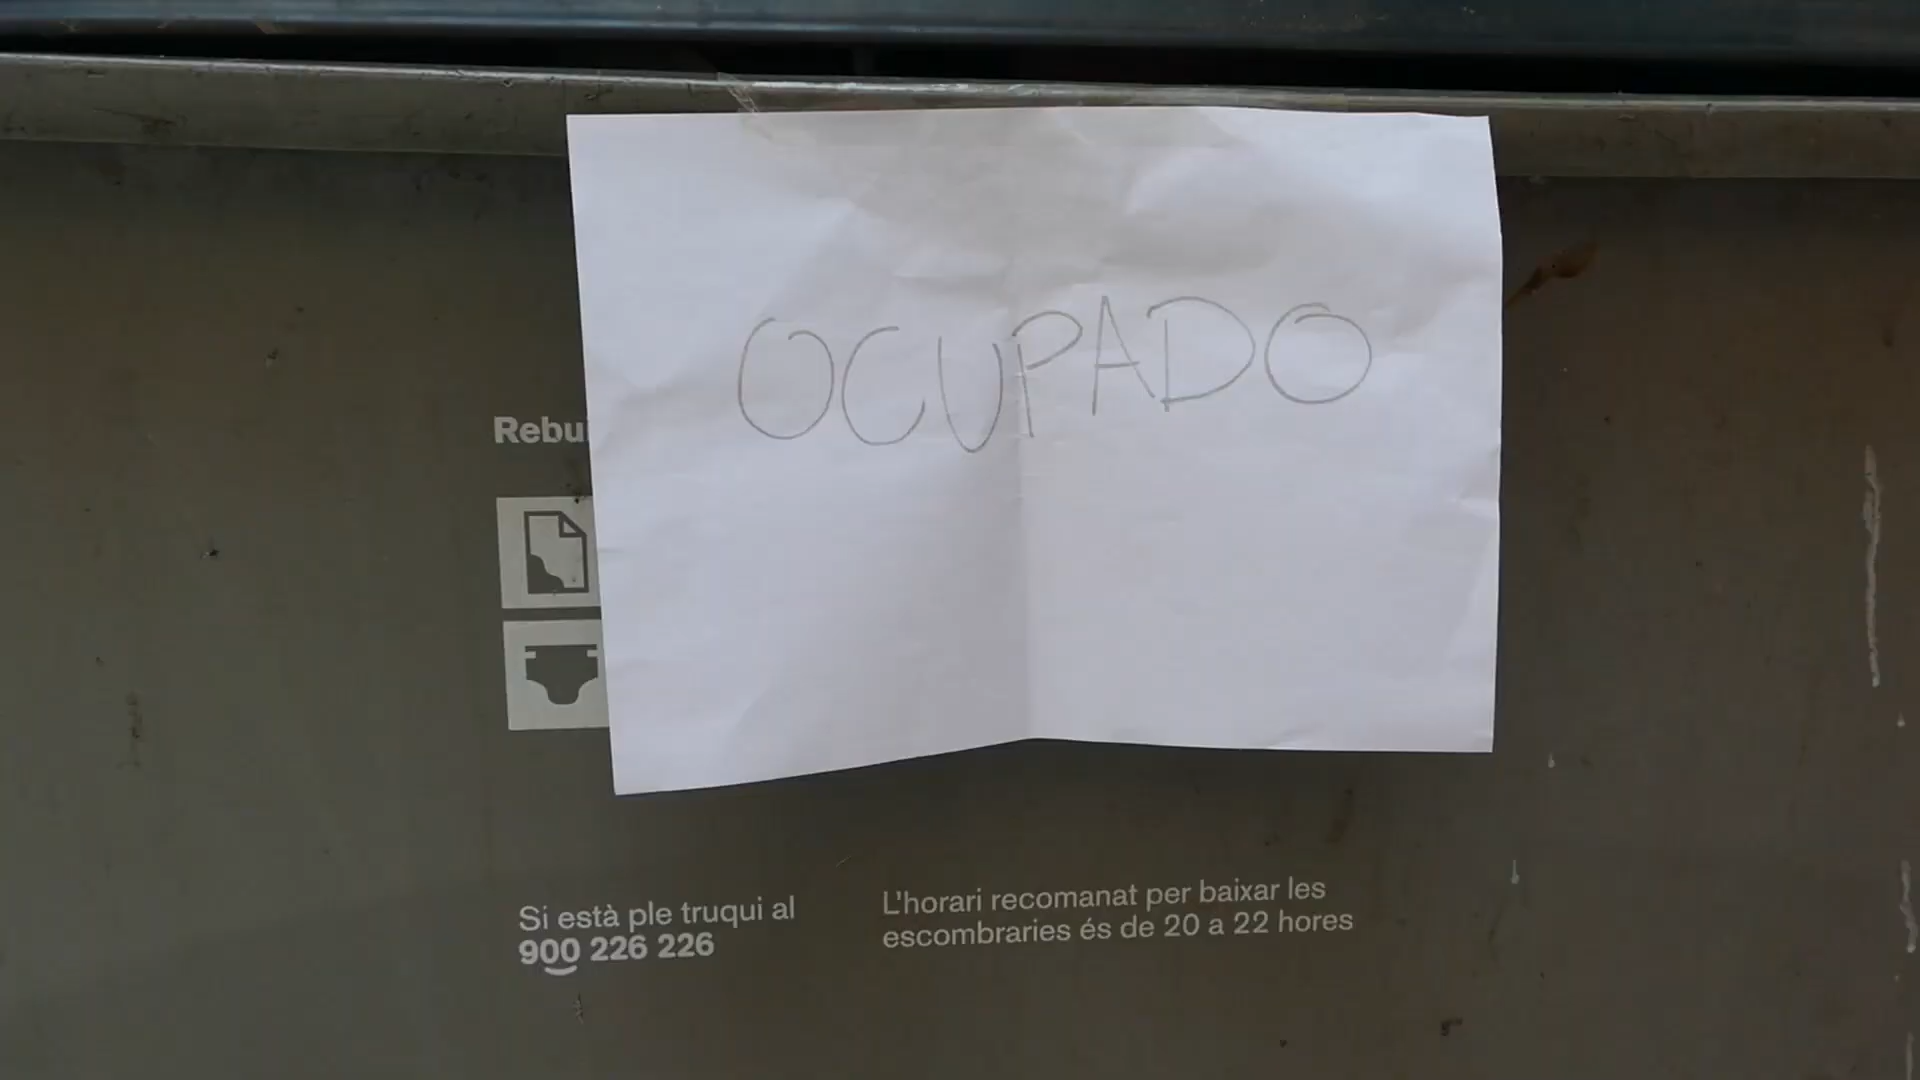 OCUPADO
Rebu
Si està ple truqui al
900 226 226
L'horari recomanat per baixar les
escombraries és de 20 a 22 hores